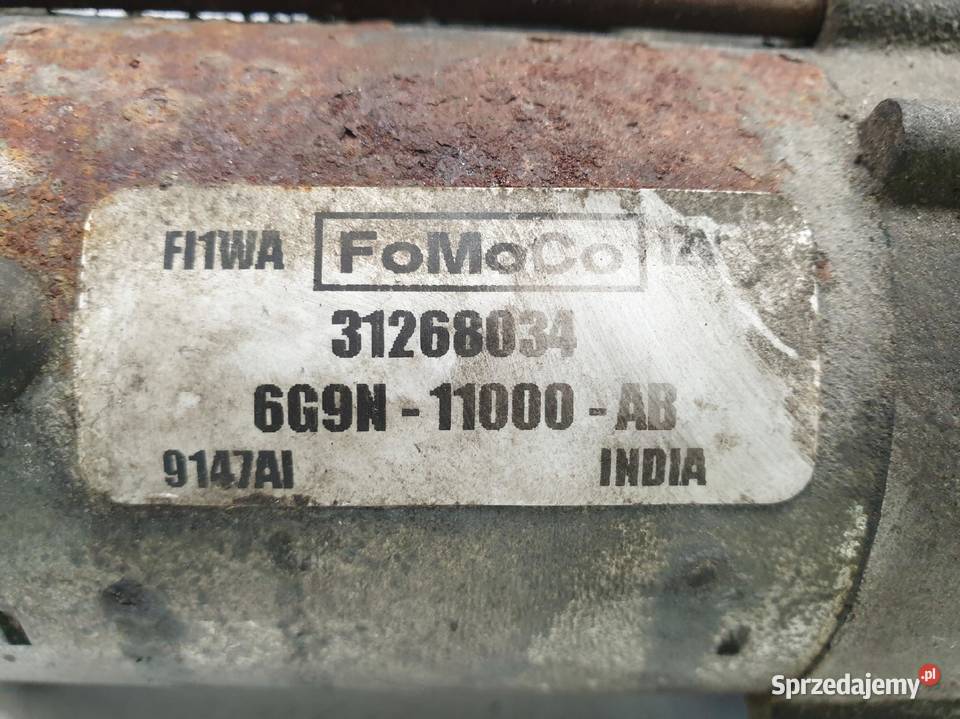 FI1WA FoMoCo
31268034
6G9N - 11000 - AB
9147AI INDIA
Sprzedajemy.pl